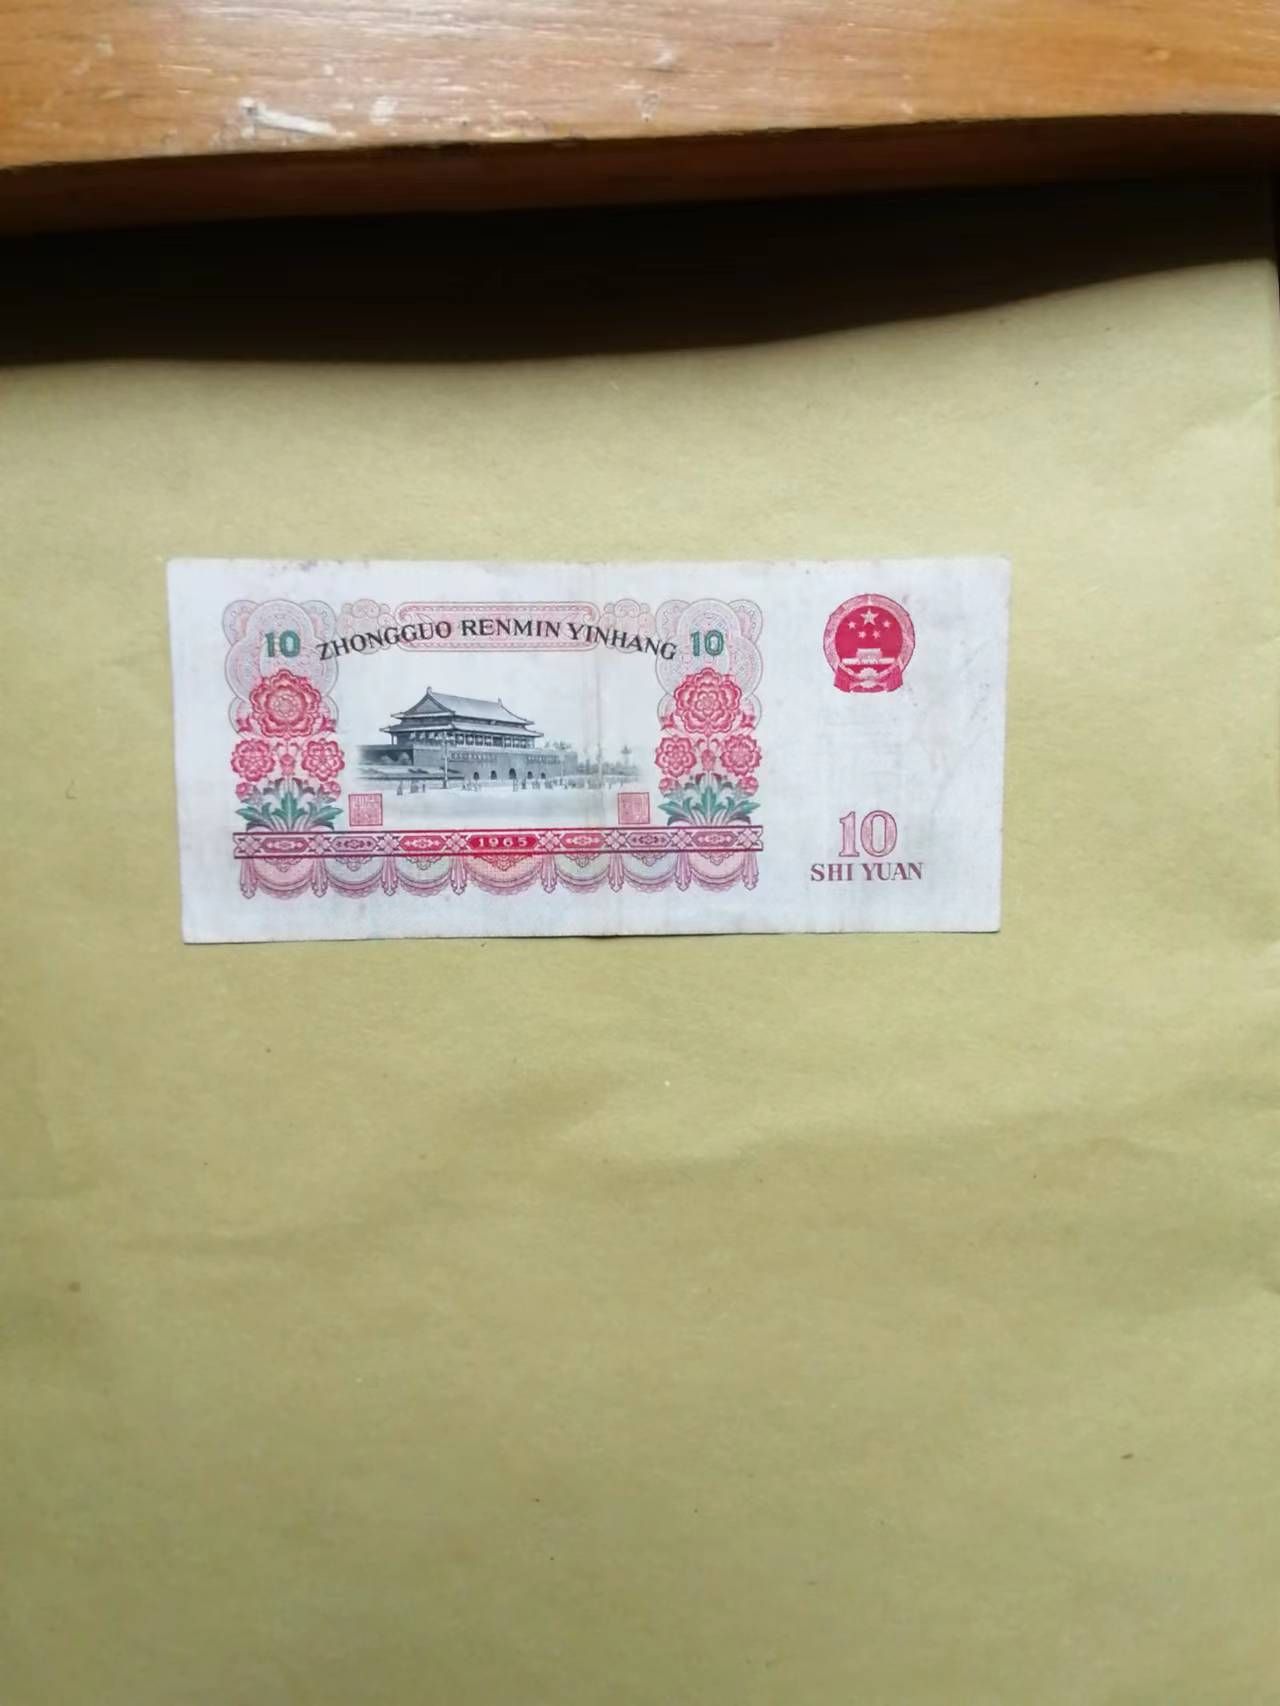 10 ZHONGGUO RENMIN YINHANG 10
1965
10
SHI YUAN